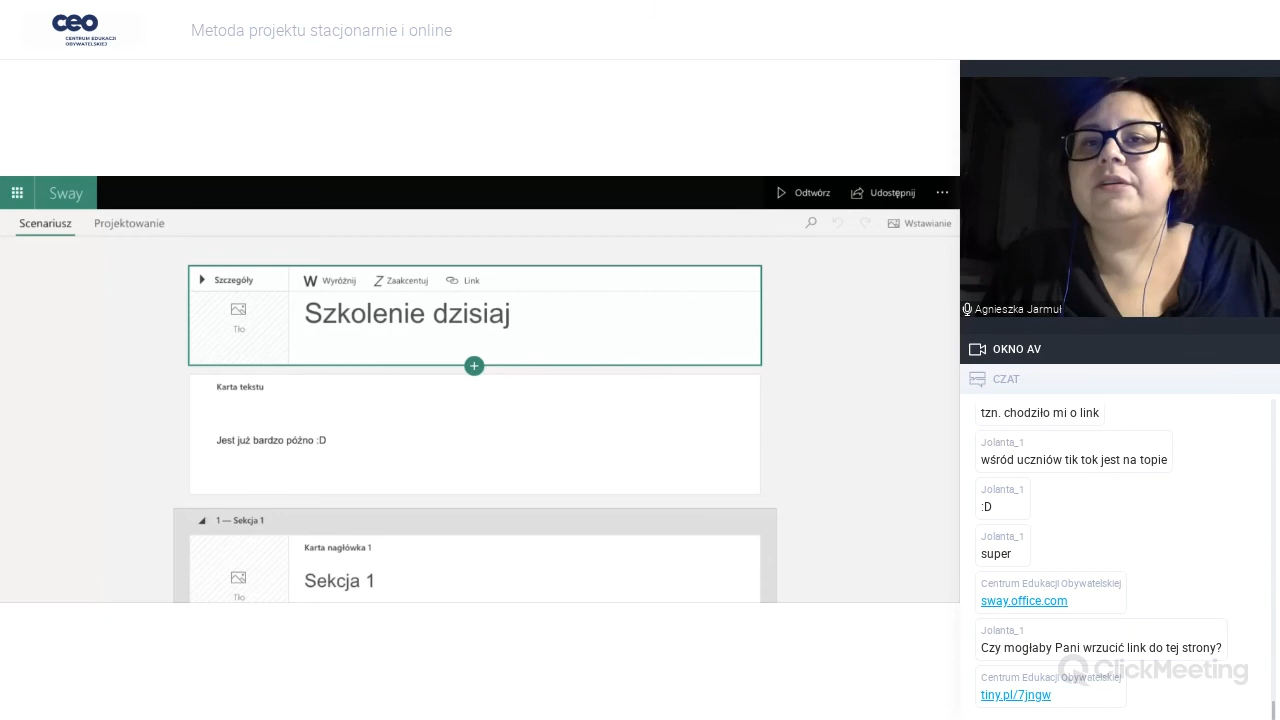 ceo
CENTRUM EDUKACJI
OBYWATELSKIEJ
Metoda projektu stacjonarnie i online
Sway
Odtwórz
Udostępnij
Scenariusz
Projektowanie
Wstawianie
Szczegóły
W Wyróżnij
Z Zaakcentuj
Link
Tło
Szkolenie dzisiaj
Karta tekstu
Jest już bardzo późno :D
1 — Sekcja 1
Karta nagłówka 1
Tło
Sekcja 1
Agnieszka Jarmuł
OKNO AV
CZAT
tzn. chodziło mi o link
Jolanta_1
wśród uczniów tik tok jest na topie
Jolanta_1
:D
Jolanta_1
super
Centrum Edukacji Obywatelskiej
sway.office.com
Jolanta_1
Czy mogłaby Pani wrzucić link do tej strony?
ClickMeeting
Centrum Edukacji Obywatelskiej
tiny.pl/7jngw